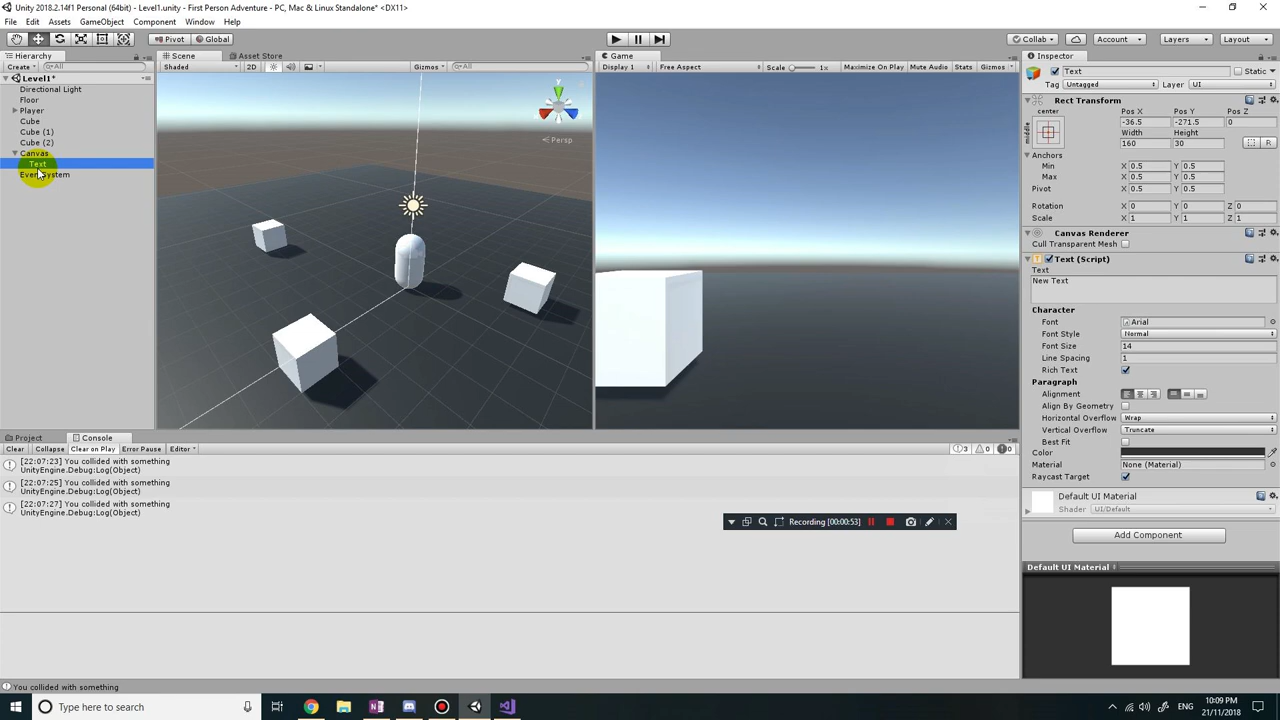 Unity 2018.2.14f1 Personal (64bit) - Level1.unity - First Person Adventure - PC, Mac & Linux Standalone* <DX11>
File Edit Assets GameObject Component Window Help
Pivot Global Collab Account Layers Layout
Hierarchy Scene Asset Store Game Inspector
Create All Shaded 2D Gizmos All Display 1 Free Aspect Scale 1x Maximize On Play Mute Audio Stats Gizmos
Level1*
Directional Light
Floor
Player
Cube
Cube (1)
Cube (2)
Canvas
Text
EventSystem
Persp
Text Static
Tag Untagged Layer UI
Rect Transform
center Pos X Pos Y Pos Z
middle -36.5 -271.5 0
Width Height
160 30 R
Anchors
Min X 0.5 Y 0.5
Max X 0.5 Y 0.5
Pivot X 0.5 Y 0.5
Rotation X 0 Y 0 Z 0
Scale X 1 Y 1 Z 1
Canvas Renderer
Cull Transparent Mesh
Text (Script)
Text
New Text
Character
Font Arial
Font Style Normal
Font Size 14
Line Spacing 1
Rich Text
Paragraph
Alignment
Align By Geometry
Horizontal Overflow Wrap
Vertical Overflow Truncate
Best Fit
Color
Material None (Material)
Raycast Target
Default UI Material
Shader UI/Default
Add Component
Default UI Material
Project Console
Clear Collapse Clear on Play Error Pause Editor 3 0 0
[22:07:23] You collided with something
UnityEngine.Debug:Log(Object)
[22:07:25] You collided with something
UnityEngine.Debug:Log(Object)
[22:07:27] You collided with something
UnityEngine.Debug:Log(Object)
Recording [00:00:53]
You collided with something
Type here to search
ENG
10:09 PM
21/11/2018